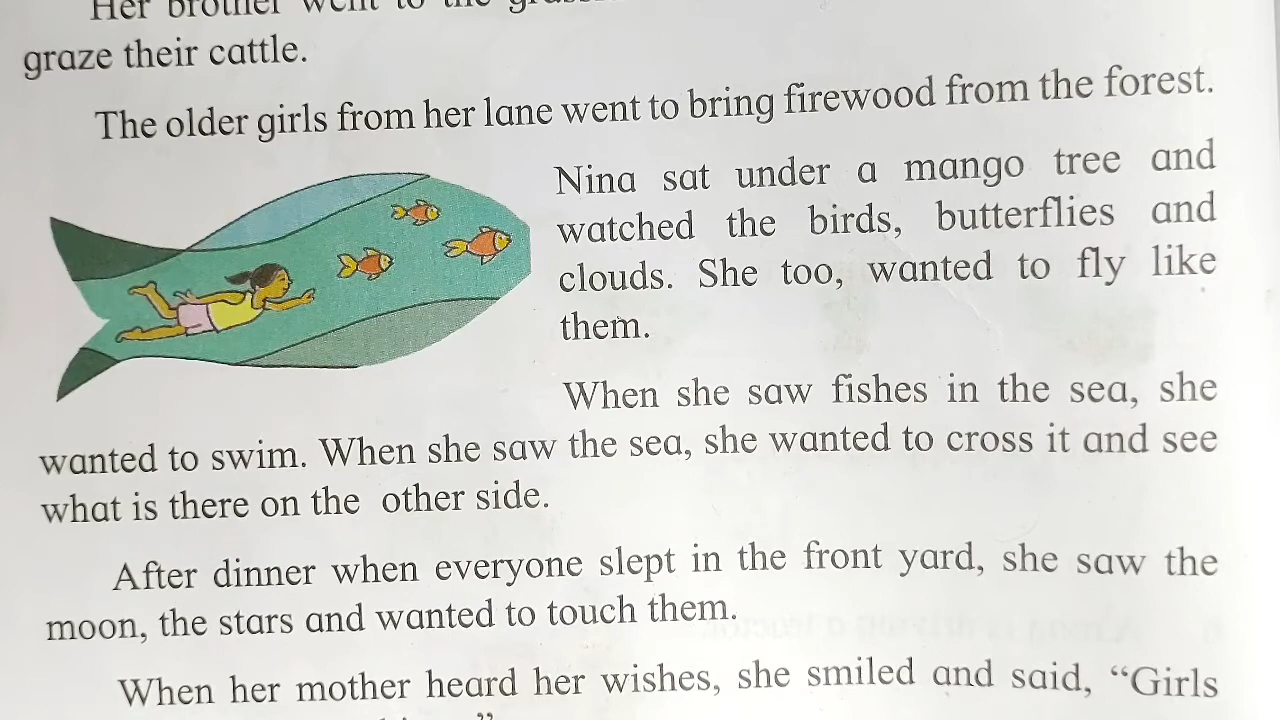 Her brother went to the
graze their cattle.
The older girls from her lane went to bring firewood from the forest.
Nina sat under a mango tree and
watched the birds, butterflies and
clouds. She too, wanted to fly like
them.
When she saw fishes in the sea, she
wanted to swim. When she saw the sea, she wanted to cross it and see
what is there on the other side.
After dinner when everyone slept in the front yard, she saw the
moon, the stars and wanted to touch them.
When her mother heard her wishes, she smiled and said, “Girls